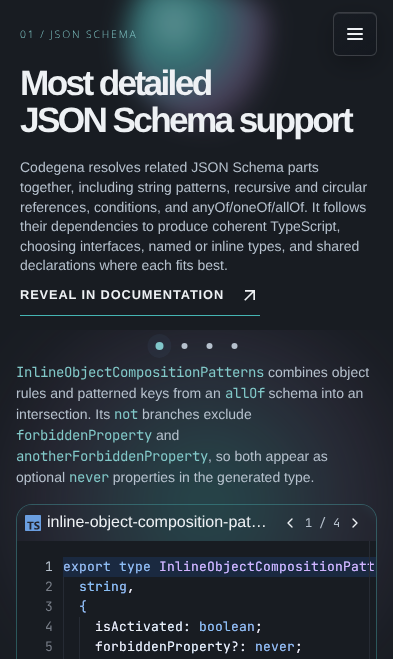 01 / JSON SCHEMA
Most detailed
JSON Schema support
Codegena resolves related JSON Schema parts
together, including string patterns, recursive and circular
references, conditions, and anyOf/oneOf/allOf. It follows
their dependencies to produce coherent TypeScript,
choosing interfaces, named or inline types, and shared
declarations where each fits best.
REVEAL IN DOCUMENTATION
InlineObjectCompositionPatterns combines object
rules and patterned keys from an allOf schema into an
intersection. Its not branches exclude
forbiddenProperty and
anotherForbiddenProperty, so both appear as
optional never properties in the generated type.
TS inline-object-composition-pat… 1 / 4
1 export type InlineObjectCompositionPatt
2 string,
3 {
4 isActivated: boolean;
5 forbiddenProperty?: never;